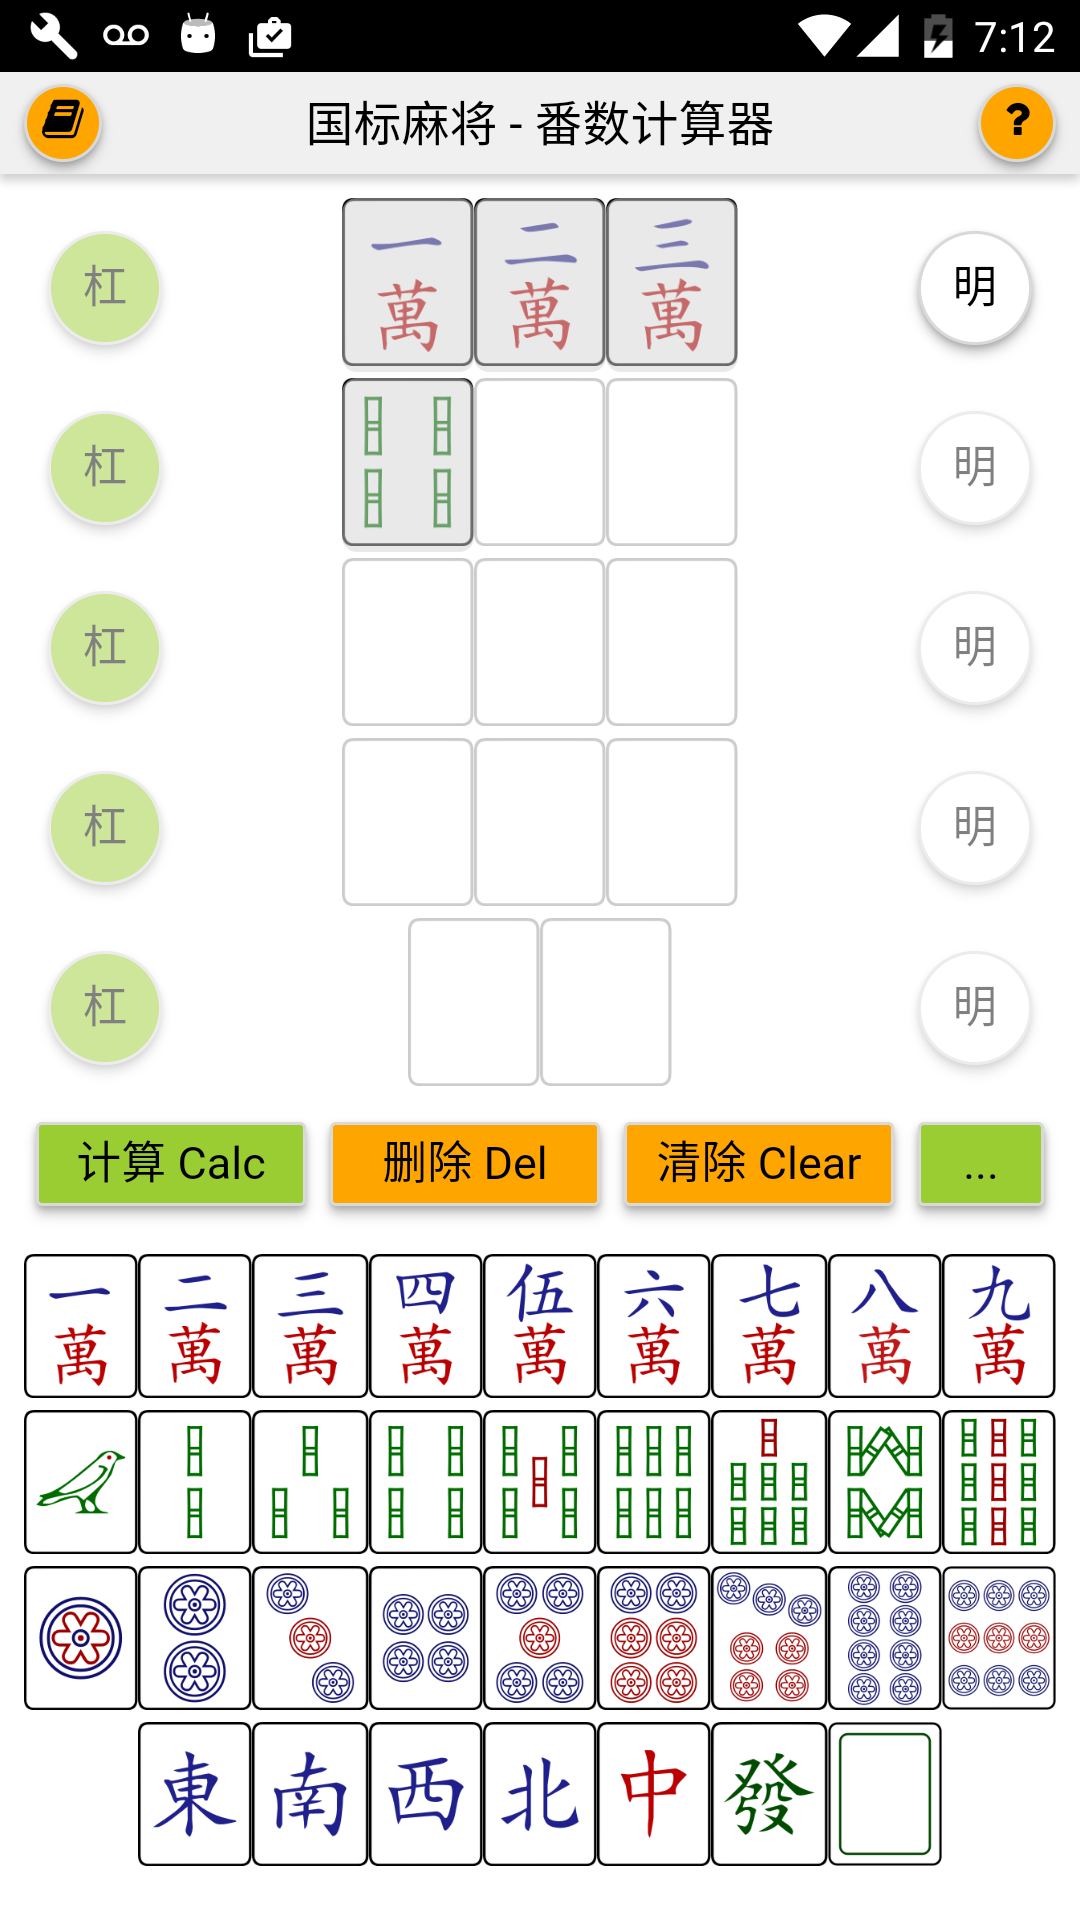 7:12
国标麻将 - 番数计算器 ?
杠 一萬 二萬 三萬 明
杠 明
杠 明
杠 明
杠 明
计算 Calc 删除 Del 清除 Clear ...
一萬 二萬 三萬 四萬 伍萬 六萬 七萬 八萬 九萬
東 南 西 北 中 發